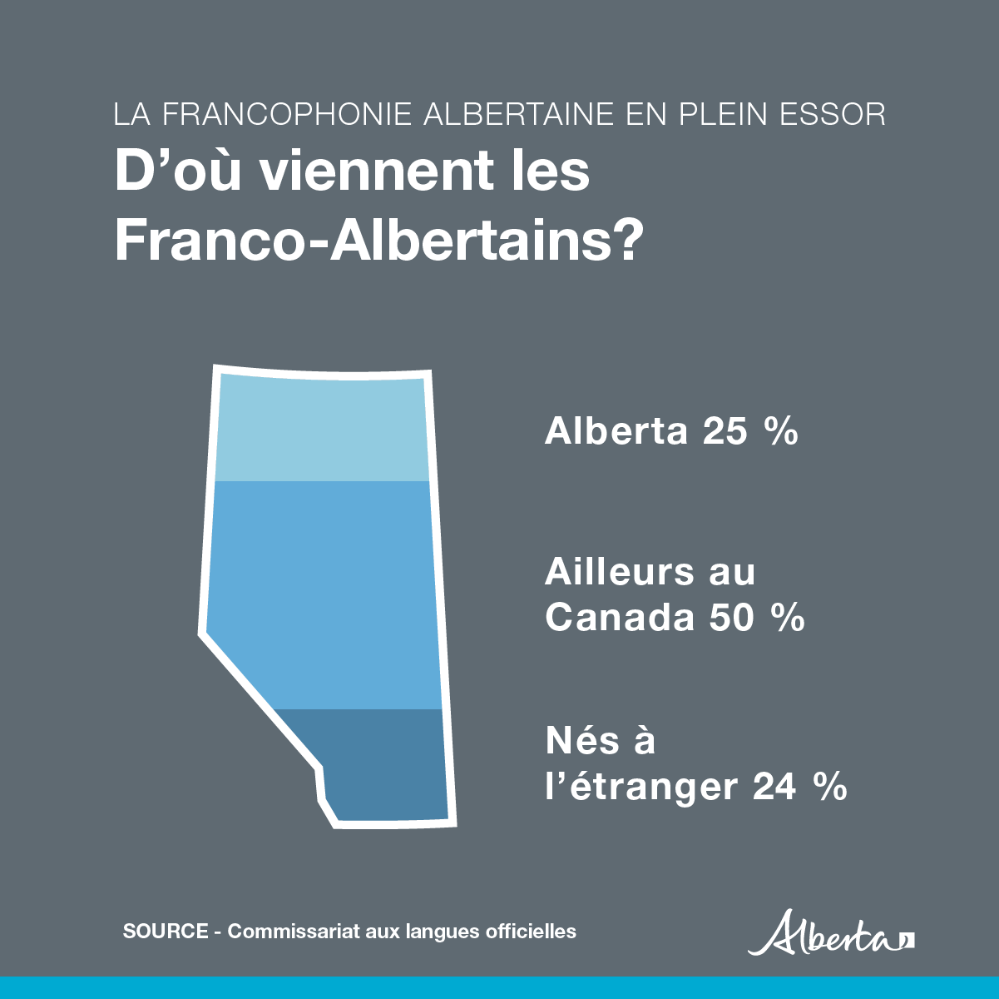 LA FRANCOPHONIE ALBERTAINE EN PLEIN ESSOR
D’où viennent les
Franco-Albertains?
Alberta 25 %
Ailleurs au
Canada 50 %
Nés à
l’étranger 24 %
SOURCE - Commissariat aux langues officielles
Alberta